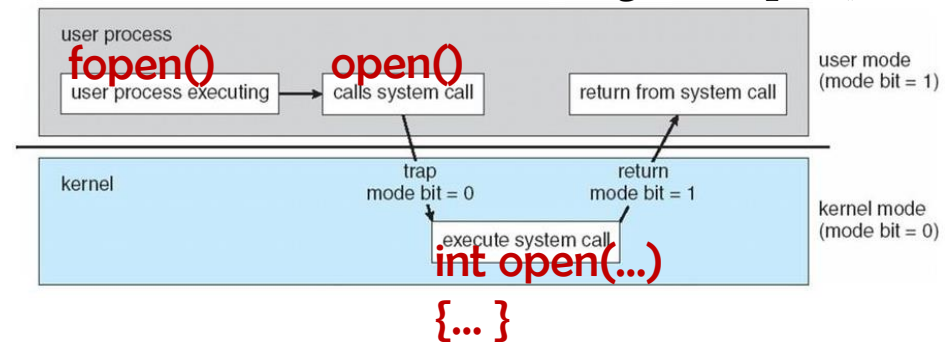 user process
fopen()
open()
user process executing
calls system call
return from system call
user mode
(mode bit = 1)
kernel
trap
mode bit = 0
return
mode bit = 1
kernel mode
(mode bit = 0)
execute system call
int open(...)
{... }